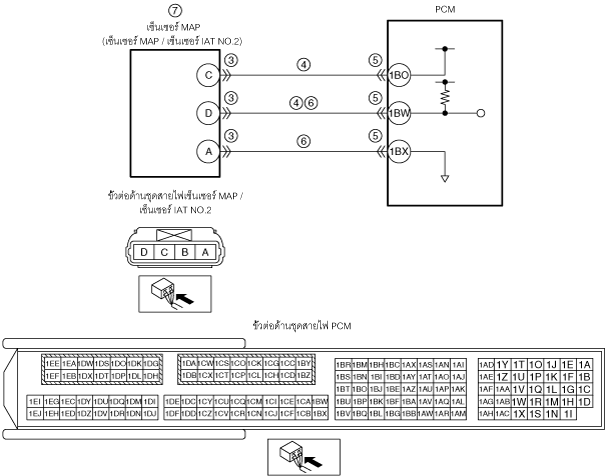 ⑦
PCM
เซ็นเซอร์ MAP
(เซ็นเซอร์ MAP / เซ็นเซอร์ IAT NO.2)
③ ④ ⑤
C 1BO
③ ④ ⑥ ⑤
D 1BW
③ ⑥ ⑤
A 1BX
ขั้วต่อด้านชุดสายไฟเซ็นเซอร์ MAP /
เซ็นเซอร์ IAT NO.2
D C B A
ขั้วต่อด้านชุดสายไฟ PCM
1EE 1EA 1DW 1DS 1DO 1DK 1DG 1DA 1CW 1CS 1CO 1CK 1CG 1CC 1BY 1BR 1BM 1BH 1BC 1AX 1AS 1AN 1AI 1AD 1Y 1T 1O 1J 1E 1A
1EF 1EB 1DX 1DT 1DP 1DL 1DH 1DB 1CX 1CT 1CP 1CL 1CH 1CD 1BZ 1BS 1BN 1BI 1BD 1AY 1AT 1AO 1AJ 1AE 1Z 1U 1P 1K 1F 1B
1BT 1BO 1BJ 1BE 1AZ 1AU 1AP 1AK 1AF 1AA 1V 1Q 1L 1G 1C
1EI 1EG 1EC 1DY 1DU 1DQ 1DM 1DI 1DE 1DC 1CY 1CU 1CQ 1CM 1CI 1CE 1CA 1BW 1BU 1BP 1BK 1BF 1BA 1AV 1AQ 1AL 1AG 1AB 1W 1R 1M 1H 1D
1EJ 1EH 1ED 1DZ 1DV 1DR 1DN 1DJ 1DF 1DD 1CZ 1CV 1CR 1CN 1CJ 1CF 1CB 1BX 1BV 1BQ 1BL 1BG 1BB 1AW 1AR 1AM 1AH 1AC 1X 1S 1N 1I